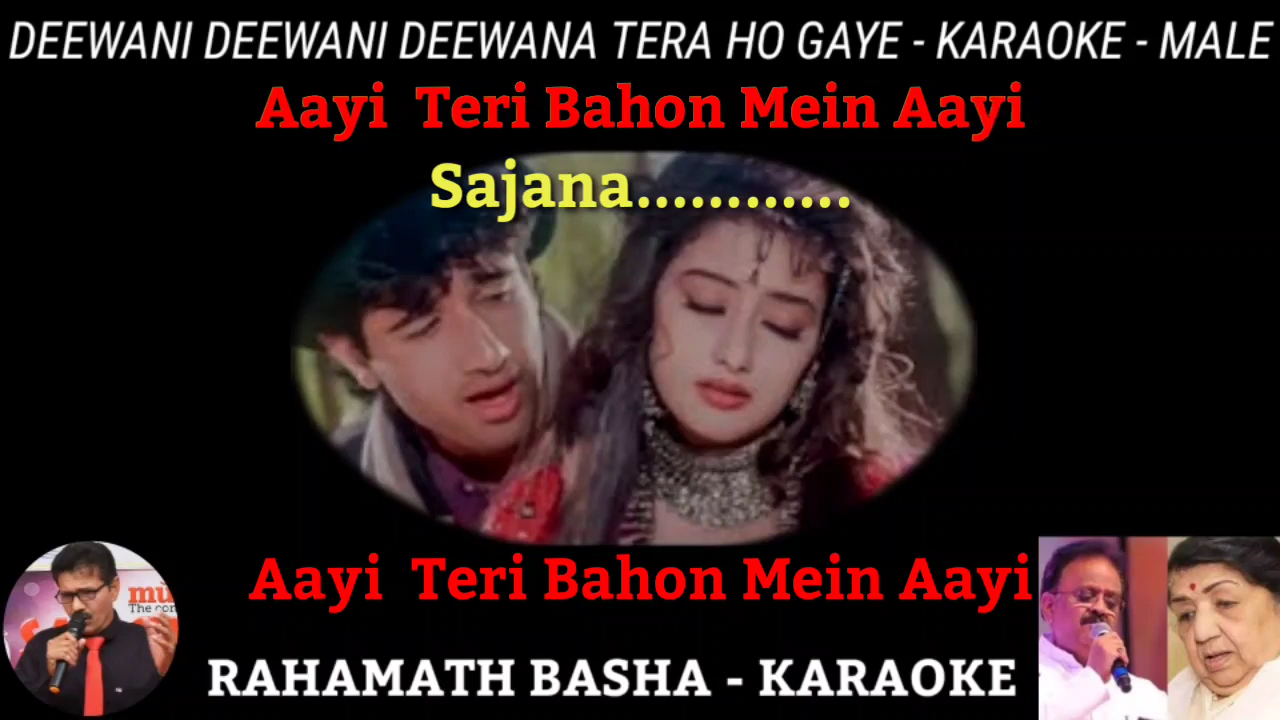 DEEWANI DEEWANI DEEWANA TERA HO GAYE - KARAOKE - MALE
Aayi Teri Bahon Mein Aayi
Sajana............
Aayi Teri Bahon Mein Aayi
RAHAMATH BASHA - KARAOKE